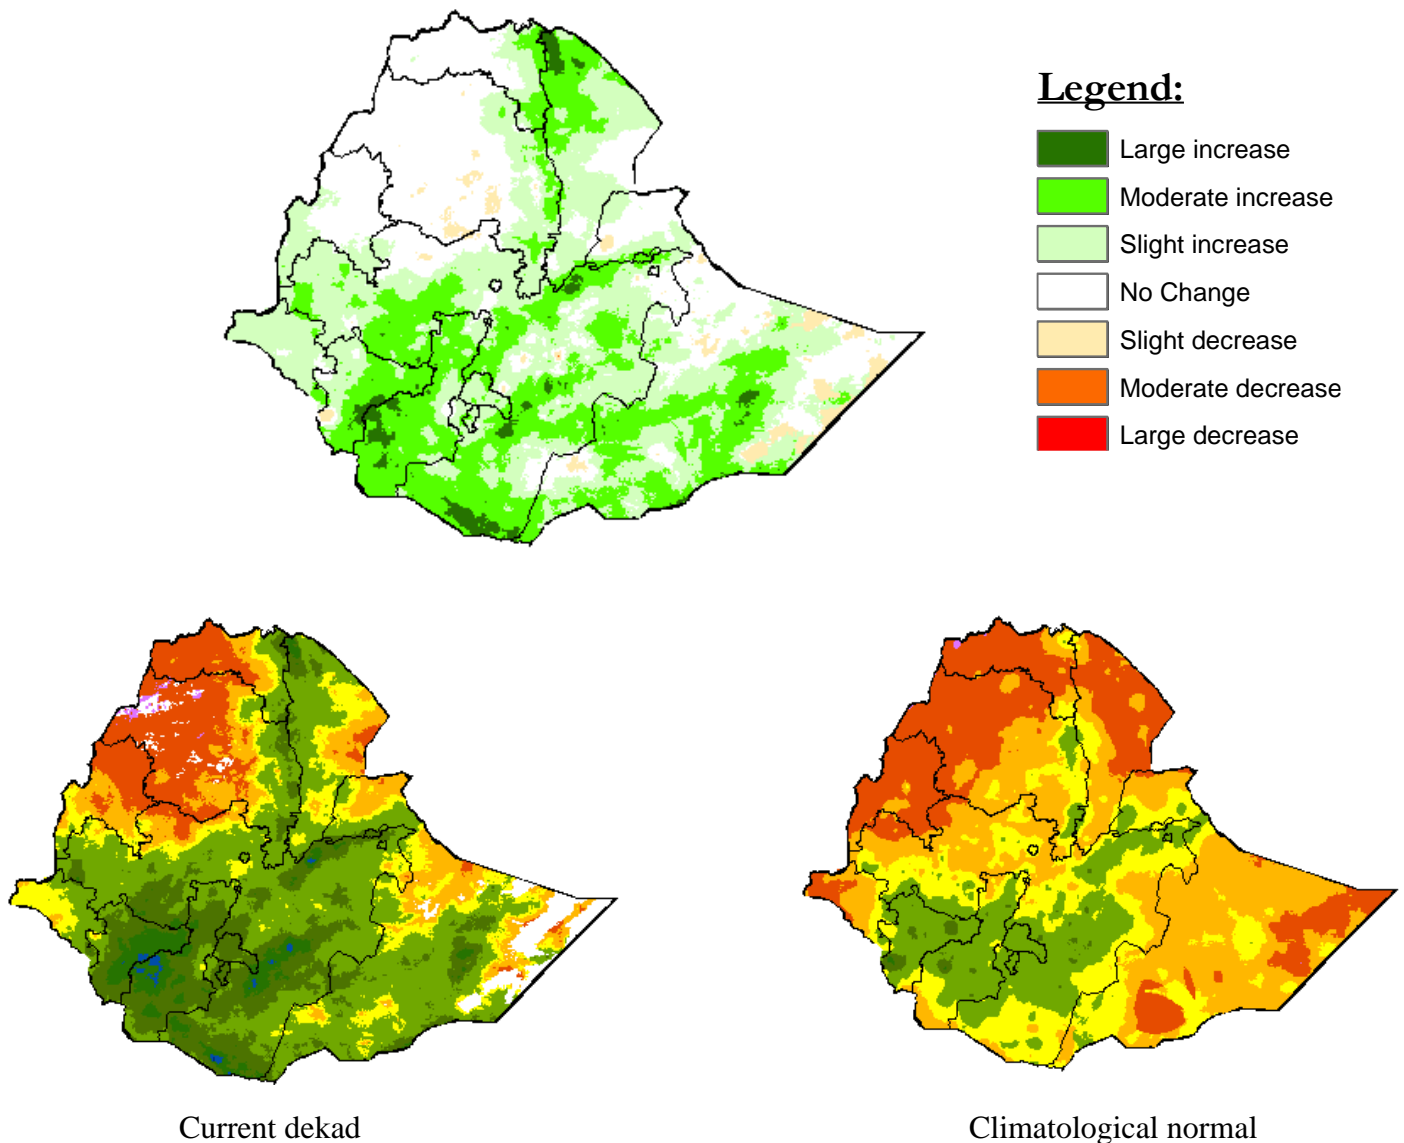 Legend:
Large increase
Moderate increase
Slight increase
No Change
Slight decrease
Moderate decrease
Large decrease
Current dekad
Climatological normal